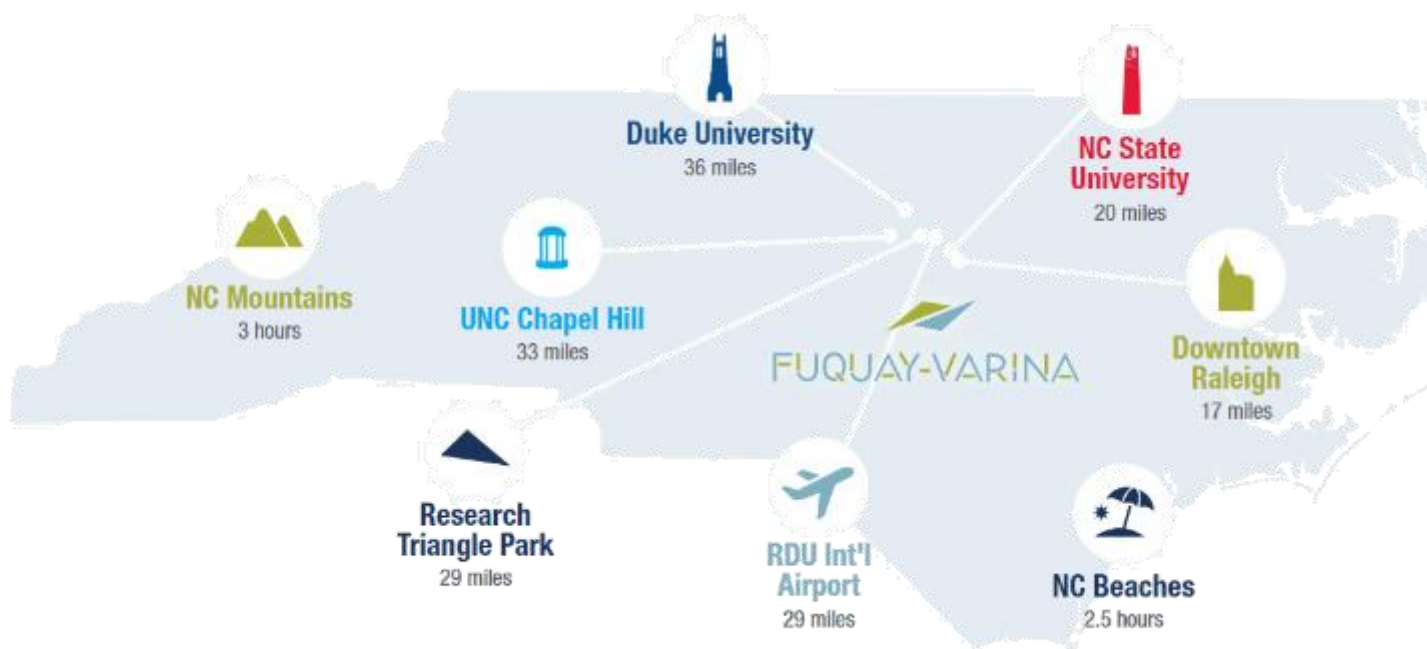 Duke University
36 miles
NC State
University
20 miles
NC Mountains
3 hours
UNC Chapel Hill
33 miles
FUQUAY-VARINA
Downtown
Raleigh
17 miles
Research
Triangle Park
29 miles
RDU Int'l
Airport
29 miles
NC Beaches
2.5 hours